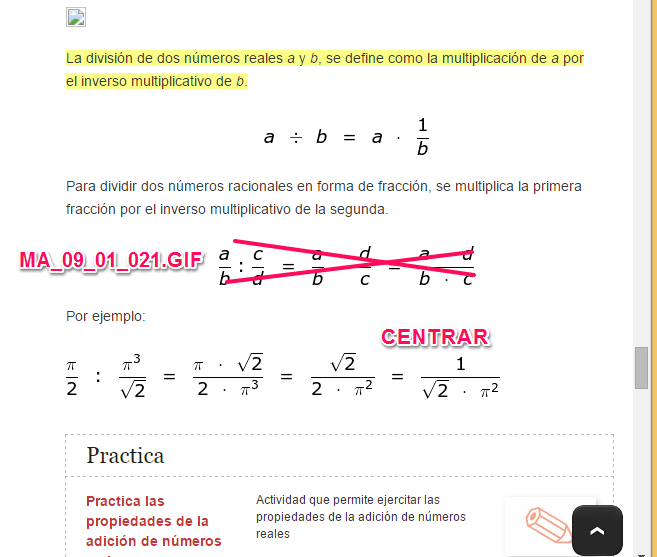 La división de dos números reales a y b, se define como la multiplicación de a por
el inverso multiplicativo de b.
a ÷ b = a · 1/b
Para dividir dos números racionales en forma de fracción, se multiplica la primera
fracción por el inverso multiplicativo de la segunda.
MA_09_01_021.GIF a/b : c/d = a/b · d/c = a · d/b · c
Por ejemplo:
CENTRAR
π/2 : π³/√2 = π · √2/2 · π³ = √2/2 · π² = 1/√2 · π²
Practica
Practica las
propiedades de la
adición de números
Actividad que permite ejercitar las
propiedades de la adición de números
reales